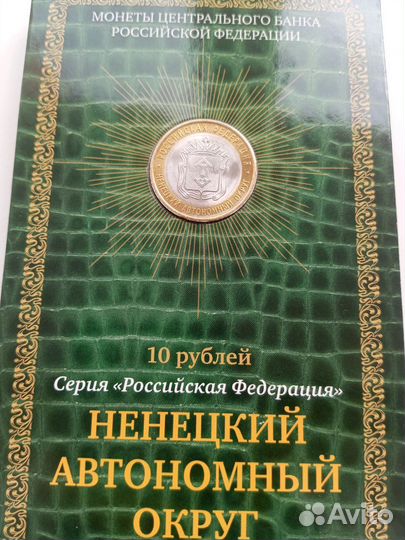 МОНЕТЫ ЦЕНТРАЛЬНОГО БАНКА
РОССИЙСКОЙ ФЕДЕРАЦИИ
РОССИЙСКАЯ ФЕДЕРАЦИЯ
НЕНЕЦКИЙ АВТОНОМНЫЙ ОКРУГ
10 рублей
Серия «Российская Федерация»
НЕНЕЦКИЙ
АВТОНОМНЫЙ
ОКРУГ
Avito